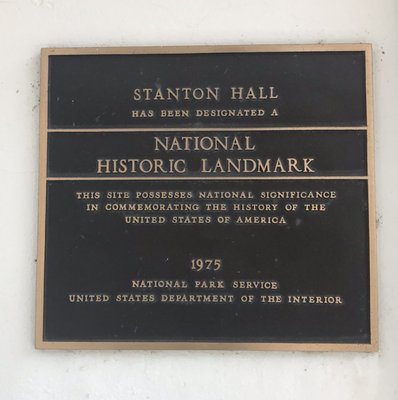 STANTON HALL
HAS BEEN DESIGNATED A
NATIONAL
HISTORIC LANDMARK
THIS SITE POSSESSES NATIONAL SIGNIFICANCE
IN COMMEMORATING THE HISTORY OF THE
UNITED STATES OF AMERICA
1975
NATIONAL PARK SERVICE
UNITED STATES DEPARTMENT OF THE INTERIOR